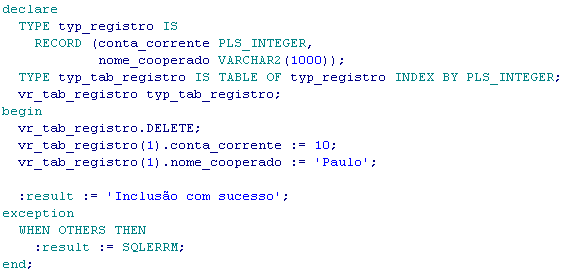 declare
  TYPE typ_registro IS
    RECORD (conta_corrente PLS_INTEGER,
            nome_cooperado VARCHAR2(1000));
  TYPE typ_tab_registro IS TABLE OF typ_registro INDEX BY PLS_INTEGER;
  vr_tab_registro typ_tab_registro;
begin
  vr_tab_registro.DELETE;
  vr_tab_registro(1).conta_corrente := 10;
  vr_tab_registro(1).nome_cooperado := 'Paulo';

  :result := 'Inclusão com sucesso';
exception
  WHEN OTHERS THEN
    :result := SQLERRM;
end;